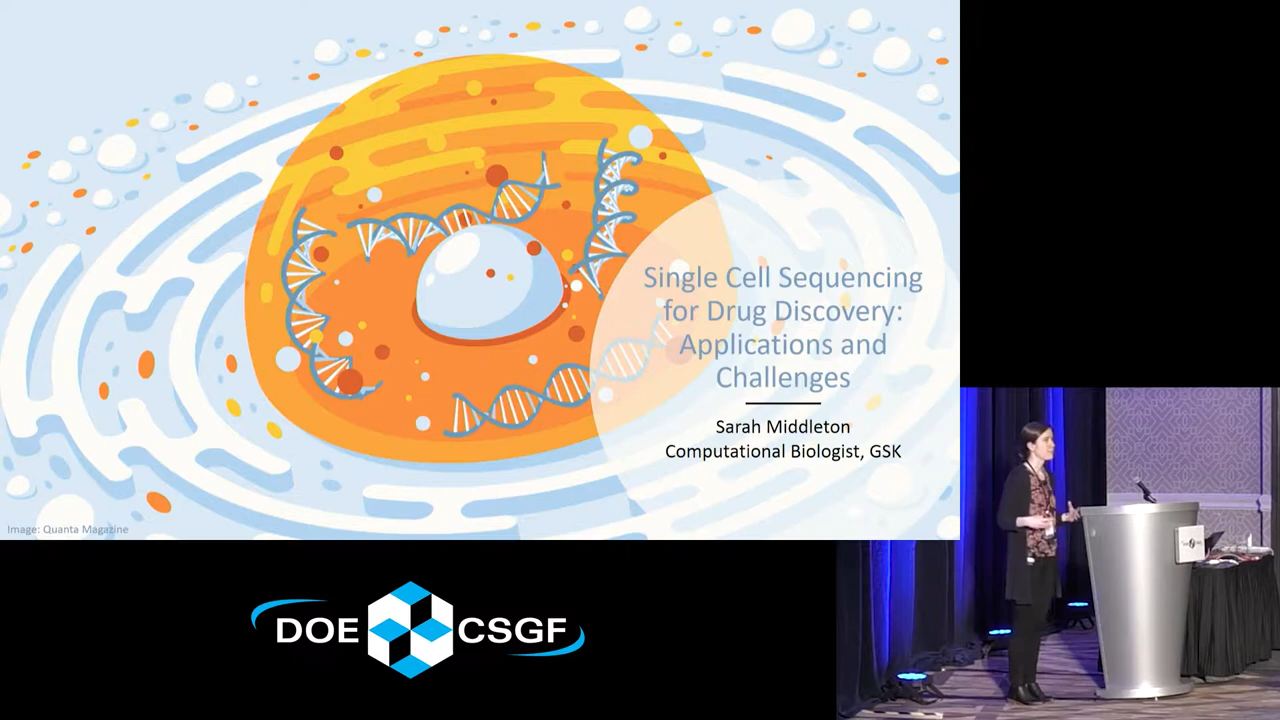 Single Cell Sequencing
for Drug Discovery:
Applications and
Challenges
Sarah Middleton
Computational Biologist, GSK
Image: Quanta Magazine
DOE CSGF